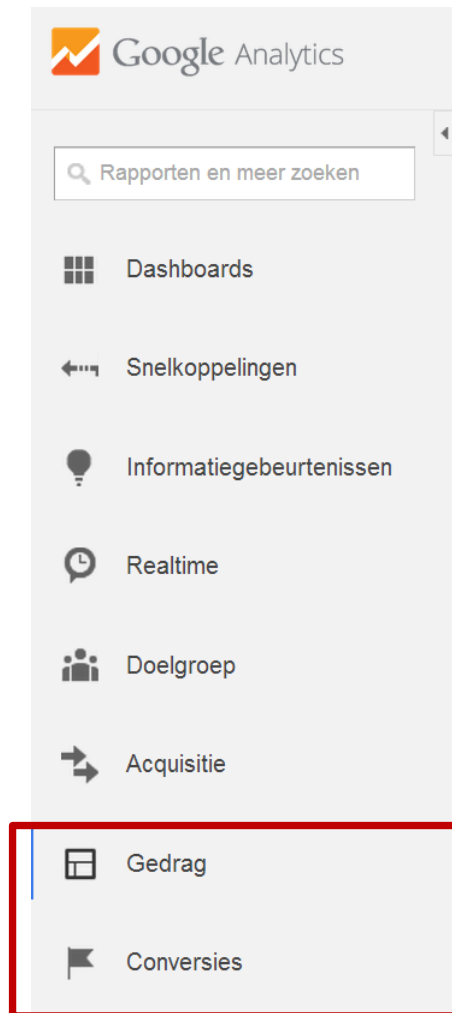 Google Analytics
Rapporten en meer zoeken
Dashboards
Snelkoppelingen
Informatiegebeurtenissen
Realtime
Doelgroep
Acquisitie
Gedrag
Conversies